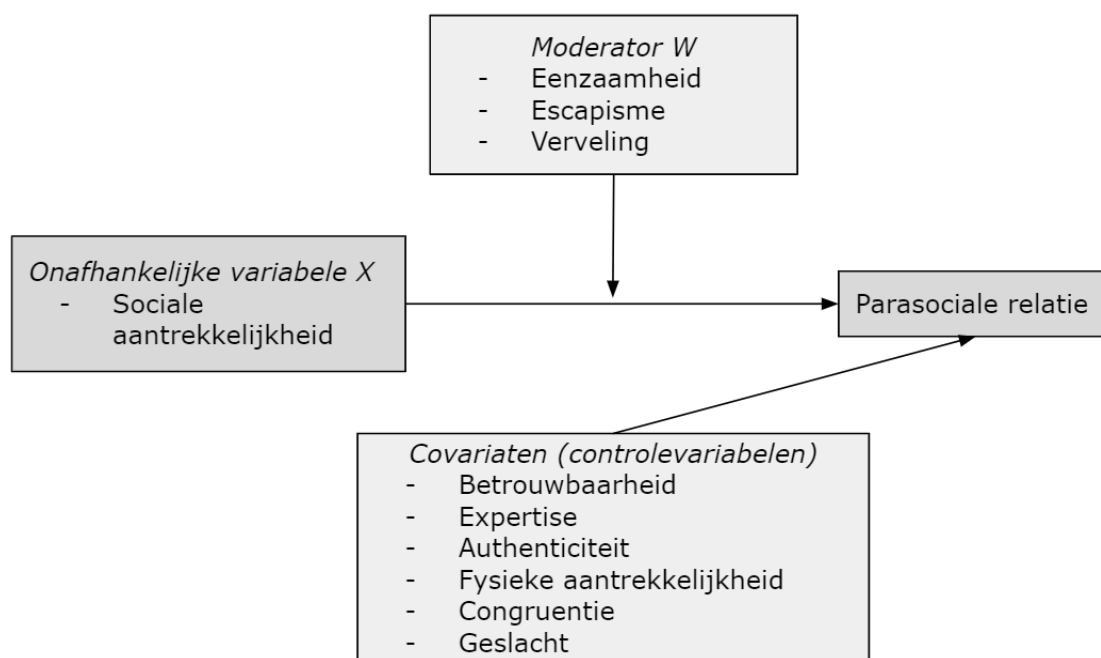 Moderator W
- Eenzaamheid
- Escapisme
- Verveling
Onafhankelijke variabele X
- Sociale
aantrekkelijkheid
Parasociale relatie
Covariaten (controlevariabelen)
- Betrouwbaarheid
- Expertise
- Authenticiteit
- Fysieke aantrekkelijkheid
- Congruentie
- Geslacht